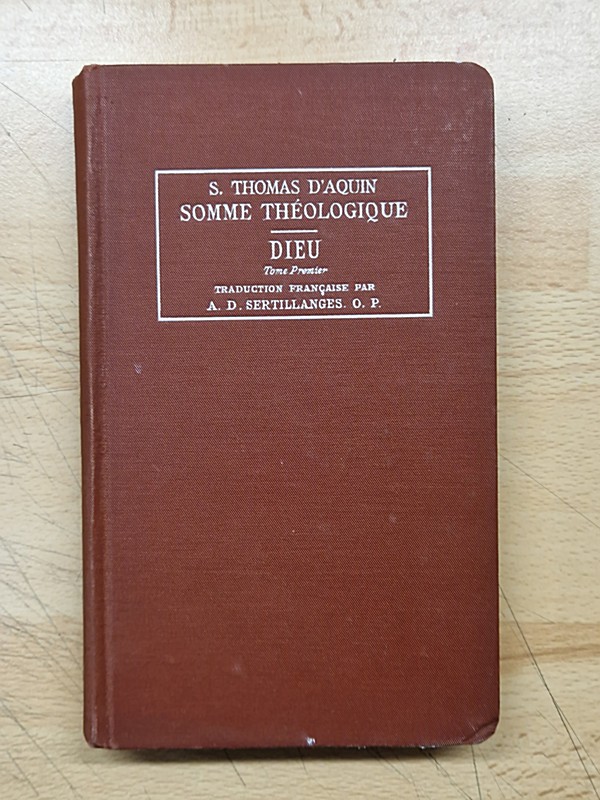 S. THOMAS D'AQUIN
SOMME THÉOLOGIQUE
DIEU
Tome Premier
TRADUCTION FRANÇAISE PAR
A. D. SERTILLANGES. O. P.